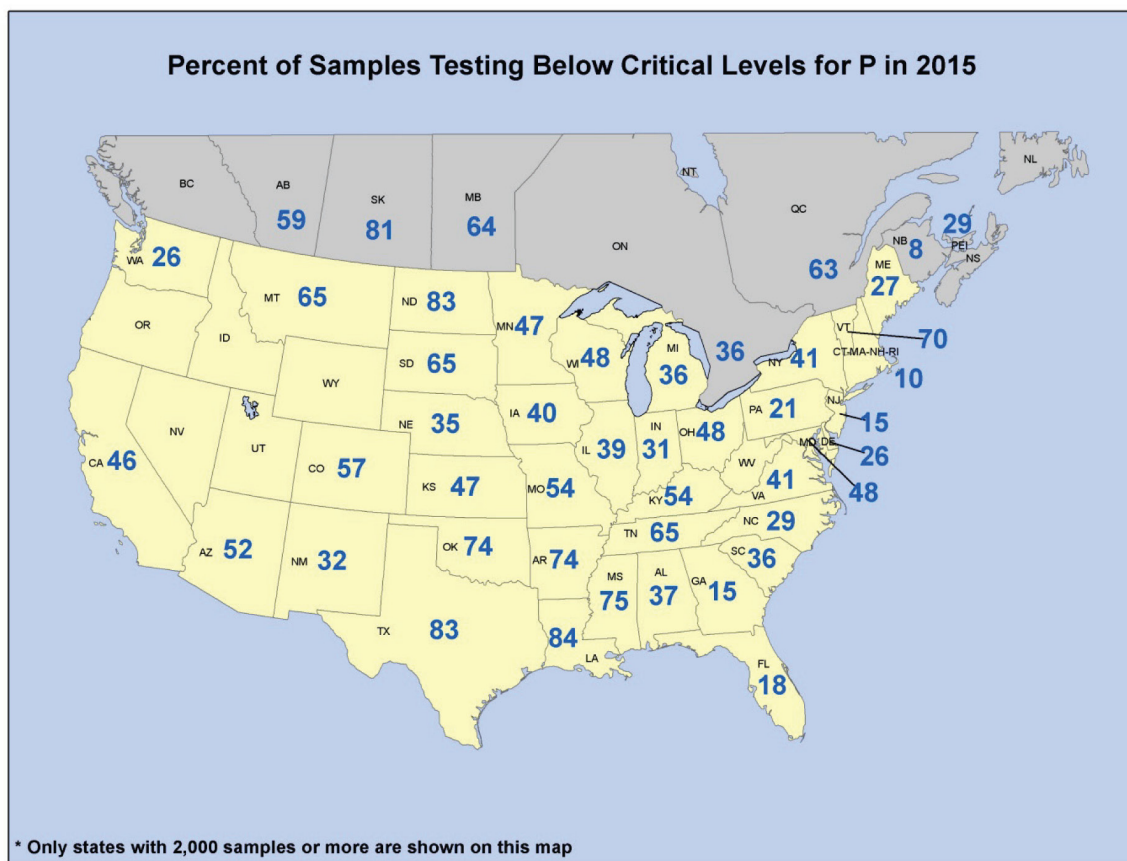 Percent of Samples Testing Below Critical Levels for P in 2015
NL
BC
AB
SK
MB
NT
QC
59
81
64
ON
29
NB
8
PEI
NS
63
ME
27
WA
26
MT
65
ND
83
MN
47
VT
70
OR
ID
SD
65
WI
48
MI
36
36
NY
41
CT-MA-NH-RI
10
WY
NE
35
IA
40
PA
21
NJ
15
NV
UT
CO
57
IL
39
IN
31
OH
48
MD
DE
26
48
CA
46
KS
47
MO
54
KY
54
WV
41
VA
AZ
52
NM
32
OK
74
AR
74
TN
65
NC
29
SC
36
TX
83
84
LA
MS
75
AL
37
GA
15
FL
18
* Only states with 2,000 samples or more are shown on this map